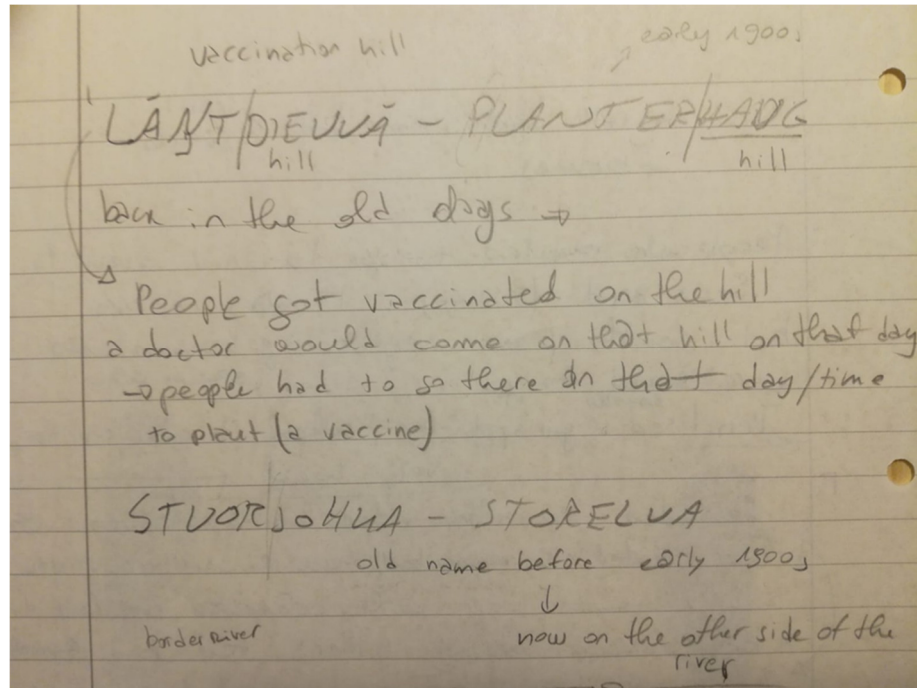 vaccination hill
early 1900s
LÁNT/DIEVVÁ - PLANTER/HAUG
hill hill
back in the old days →
People got vaccinated on the hill
a doctor would come on that hill on that day
→ people had to go there on that day/time
to plant (a vaccine)
STUORJOHKA - STORELVA
old name before early 1900s
↓
border river now on the other side of the
river